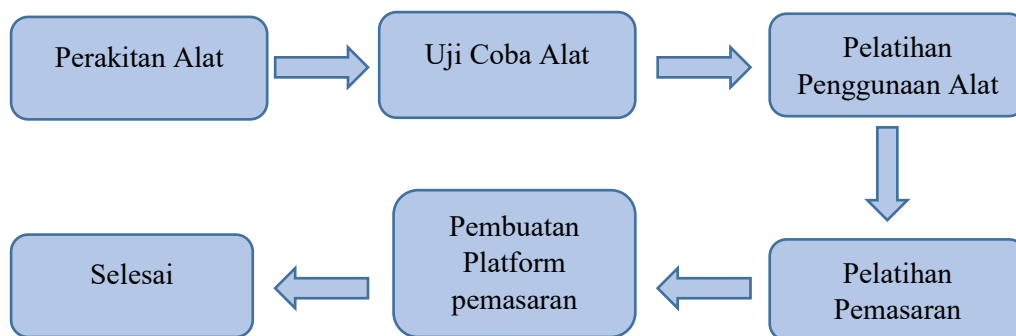 Perakitan Alat
Uji Coba Alat
Pelatihan
Penggunaan Alat
Pelatihan
Pemasaran
Pembuatan
Platform
pemasaran
Selesai